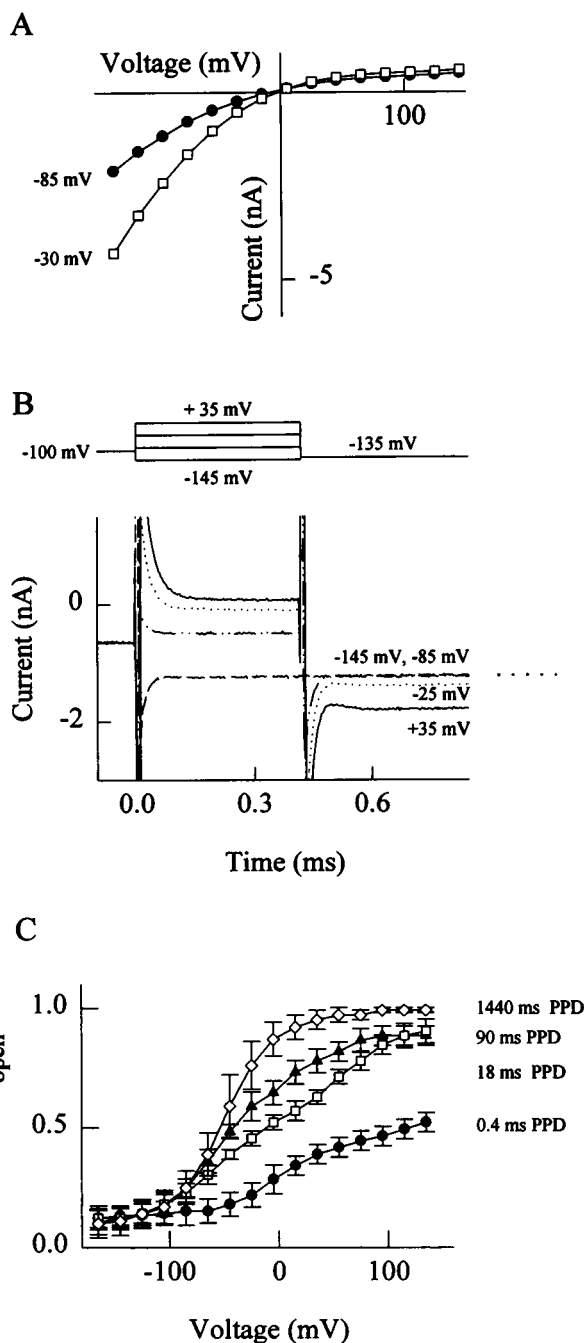 A
Voltage (mV)
100
-85 mV
-30 mV
Current (nA)
-5
B
+ 35 mV
-100 mV
-135 mV
-145 mV
Current (nA)
0
-2
-145 mV, -85 mV
-25 mV
+35 mV
0.0
0.3
0.6
Time (ms)
C
1.0
0.5
0.0
open
1440 ms PPD
90 ms PPD
18 ms PPD
0.4 ms PPD
-100
0
100
Voltage (mV)